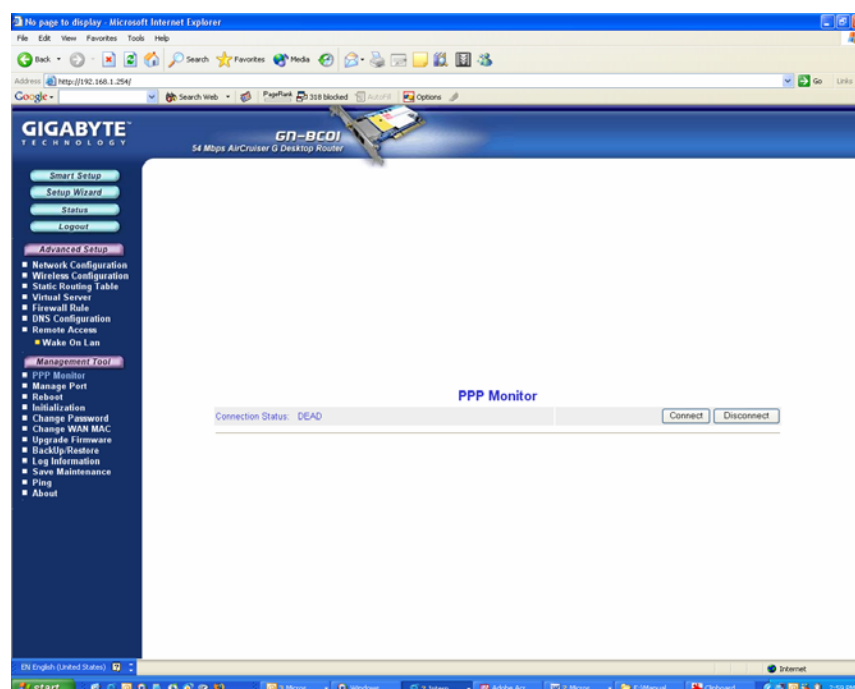 No page to display - Microsoft Internet Explorer
File Edit View Favorites Tools Help
Back Search Favorites Media
Address http://192.168.1.254/ Go Links
Google Search Web PageRank 318 blocked AutoFill Options
GIGABYTE
TECHNOLOGY
GN-BC01
54 Mbps AirCruiser G Desktop Router
Smart Setup
Setup Wizard
Status
Logout
Advanced Setup
Network Configuration
Wireless Configuration
Static Routing Table
Virtual Server
Firewall Rule
DNS Configuration
Remote Access
Wake On Lan
Management Tool
PPP Monitor
Manage Port
Reboot
Initialization
Change Password
Change WAN MAC
Upgrade Firmware
BackUp/Restore
Log Information
Save Maintenance
Ping
About
PPP Monitor
Connection Status: DEAD Connect Disconnect
EN English (United States) Internet
start Windows Clipboard 2:59 PM